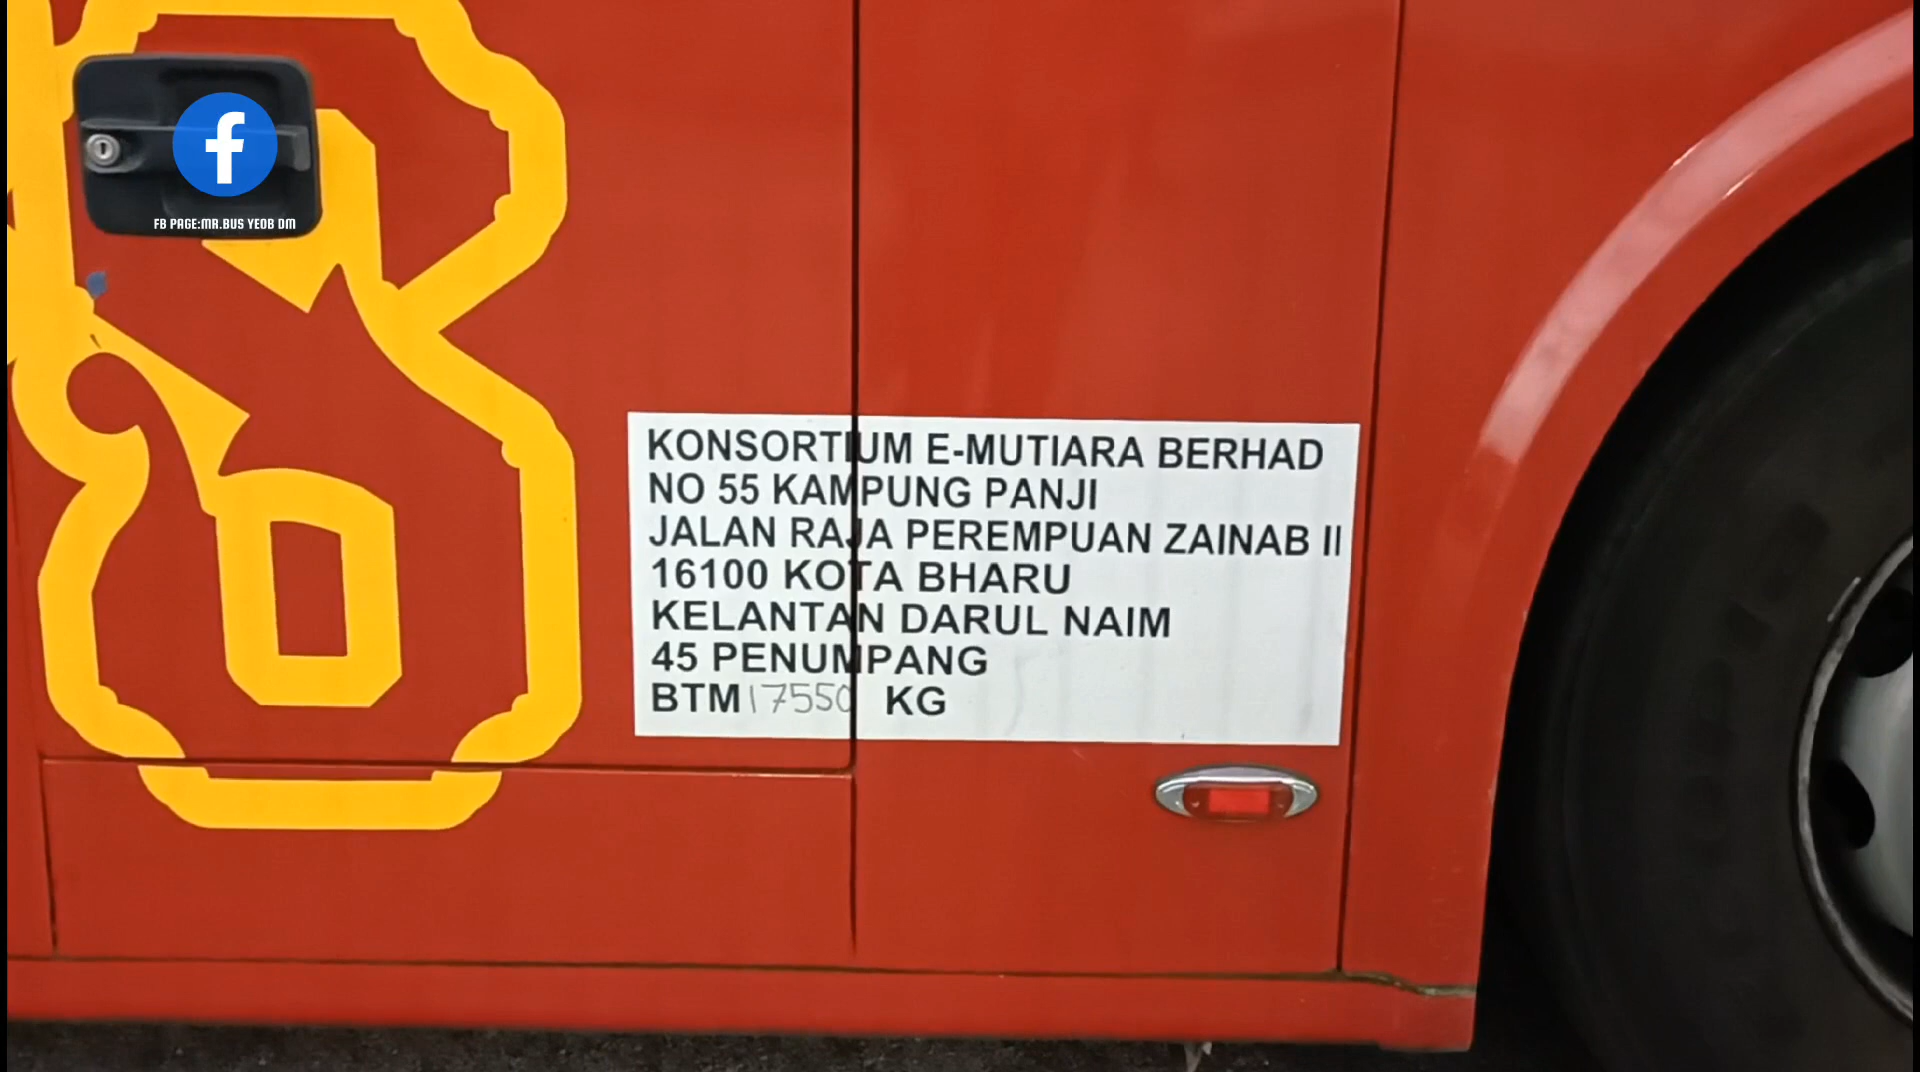 f
FB PAGE:MR.BUS YEOB DM
KONSORTIUM E-MUTIARA BERHAD
NO 55 KAMPUNG PANJI
JALAN RAJA PEREMPUAN ZAINAB II
16100 KOTA BHARU
KELANTAN DARUL NAIM
45 PENUMPANG
BTM 17550 KG